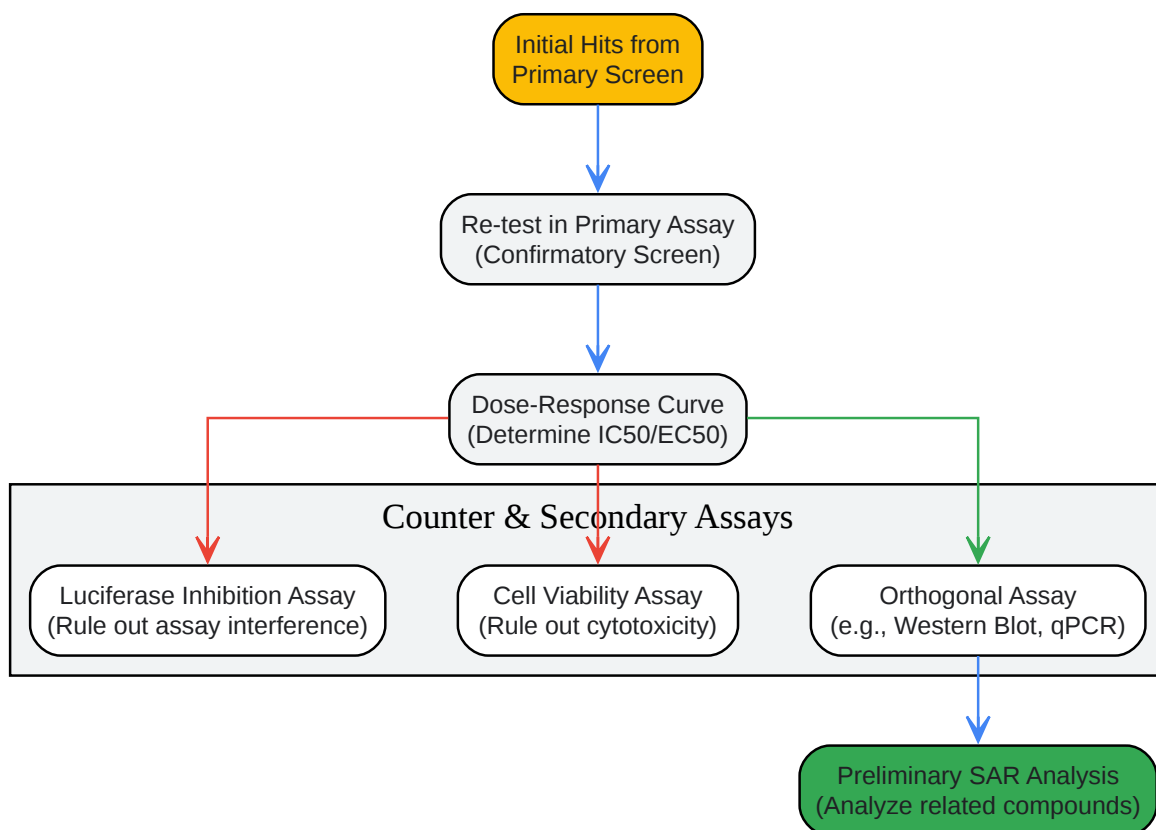 Initial Hits from
Primary Screen
Re-test in Primary Assay
(Confirmatory Screen)
Dose-Response Curve
(Determine IC50/EC50)
Counter & Secondary Assays
Luciferase Inhibition Assay
(Rule out assay interference)
Cell Viability Assay
(Rule out cytotoxicity)
Orthogonal Assay
(e.g., Western Blot, qPCR)
Preliminary SAR Analysis
(Analyze related compounds)